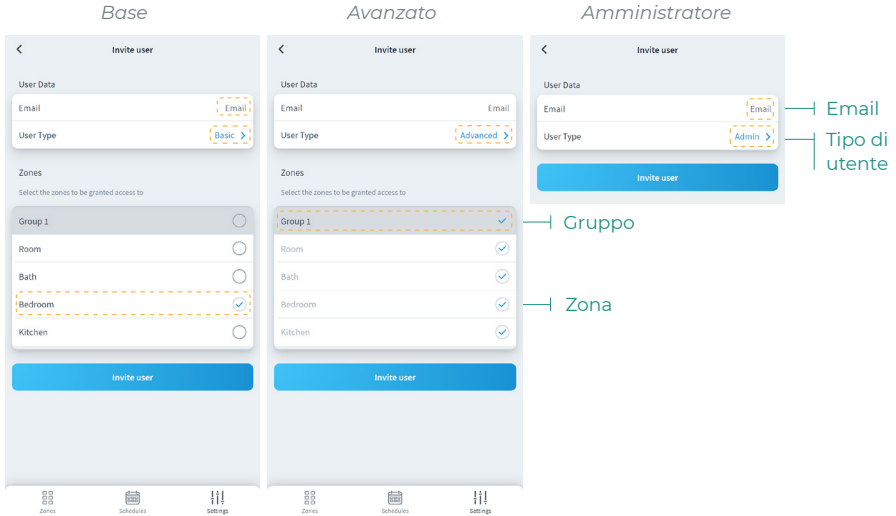 Base
Avanzato
Amministratore
Invite user
User Data
Email Email
User Type Basic
Zones
Select the zones to be granted access to
Group 1
Room
Bath
Bedroom
Kitchen
Invite user
Zones Schedules Settings
Invite user
User Data
Email Email
User Type Advanced
Zones
Select the zones to be granted access to
Group 1
Room
Bath
Bedroom
Kitchen
Invite user
Zones Schedules Settings
Invite user
User Data
Email Email
User Type Admin
Invite user
Email
Tipo di
utente
Gruppo
Zona